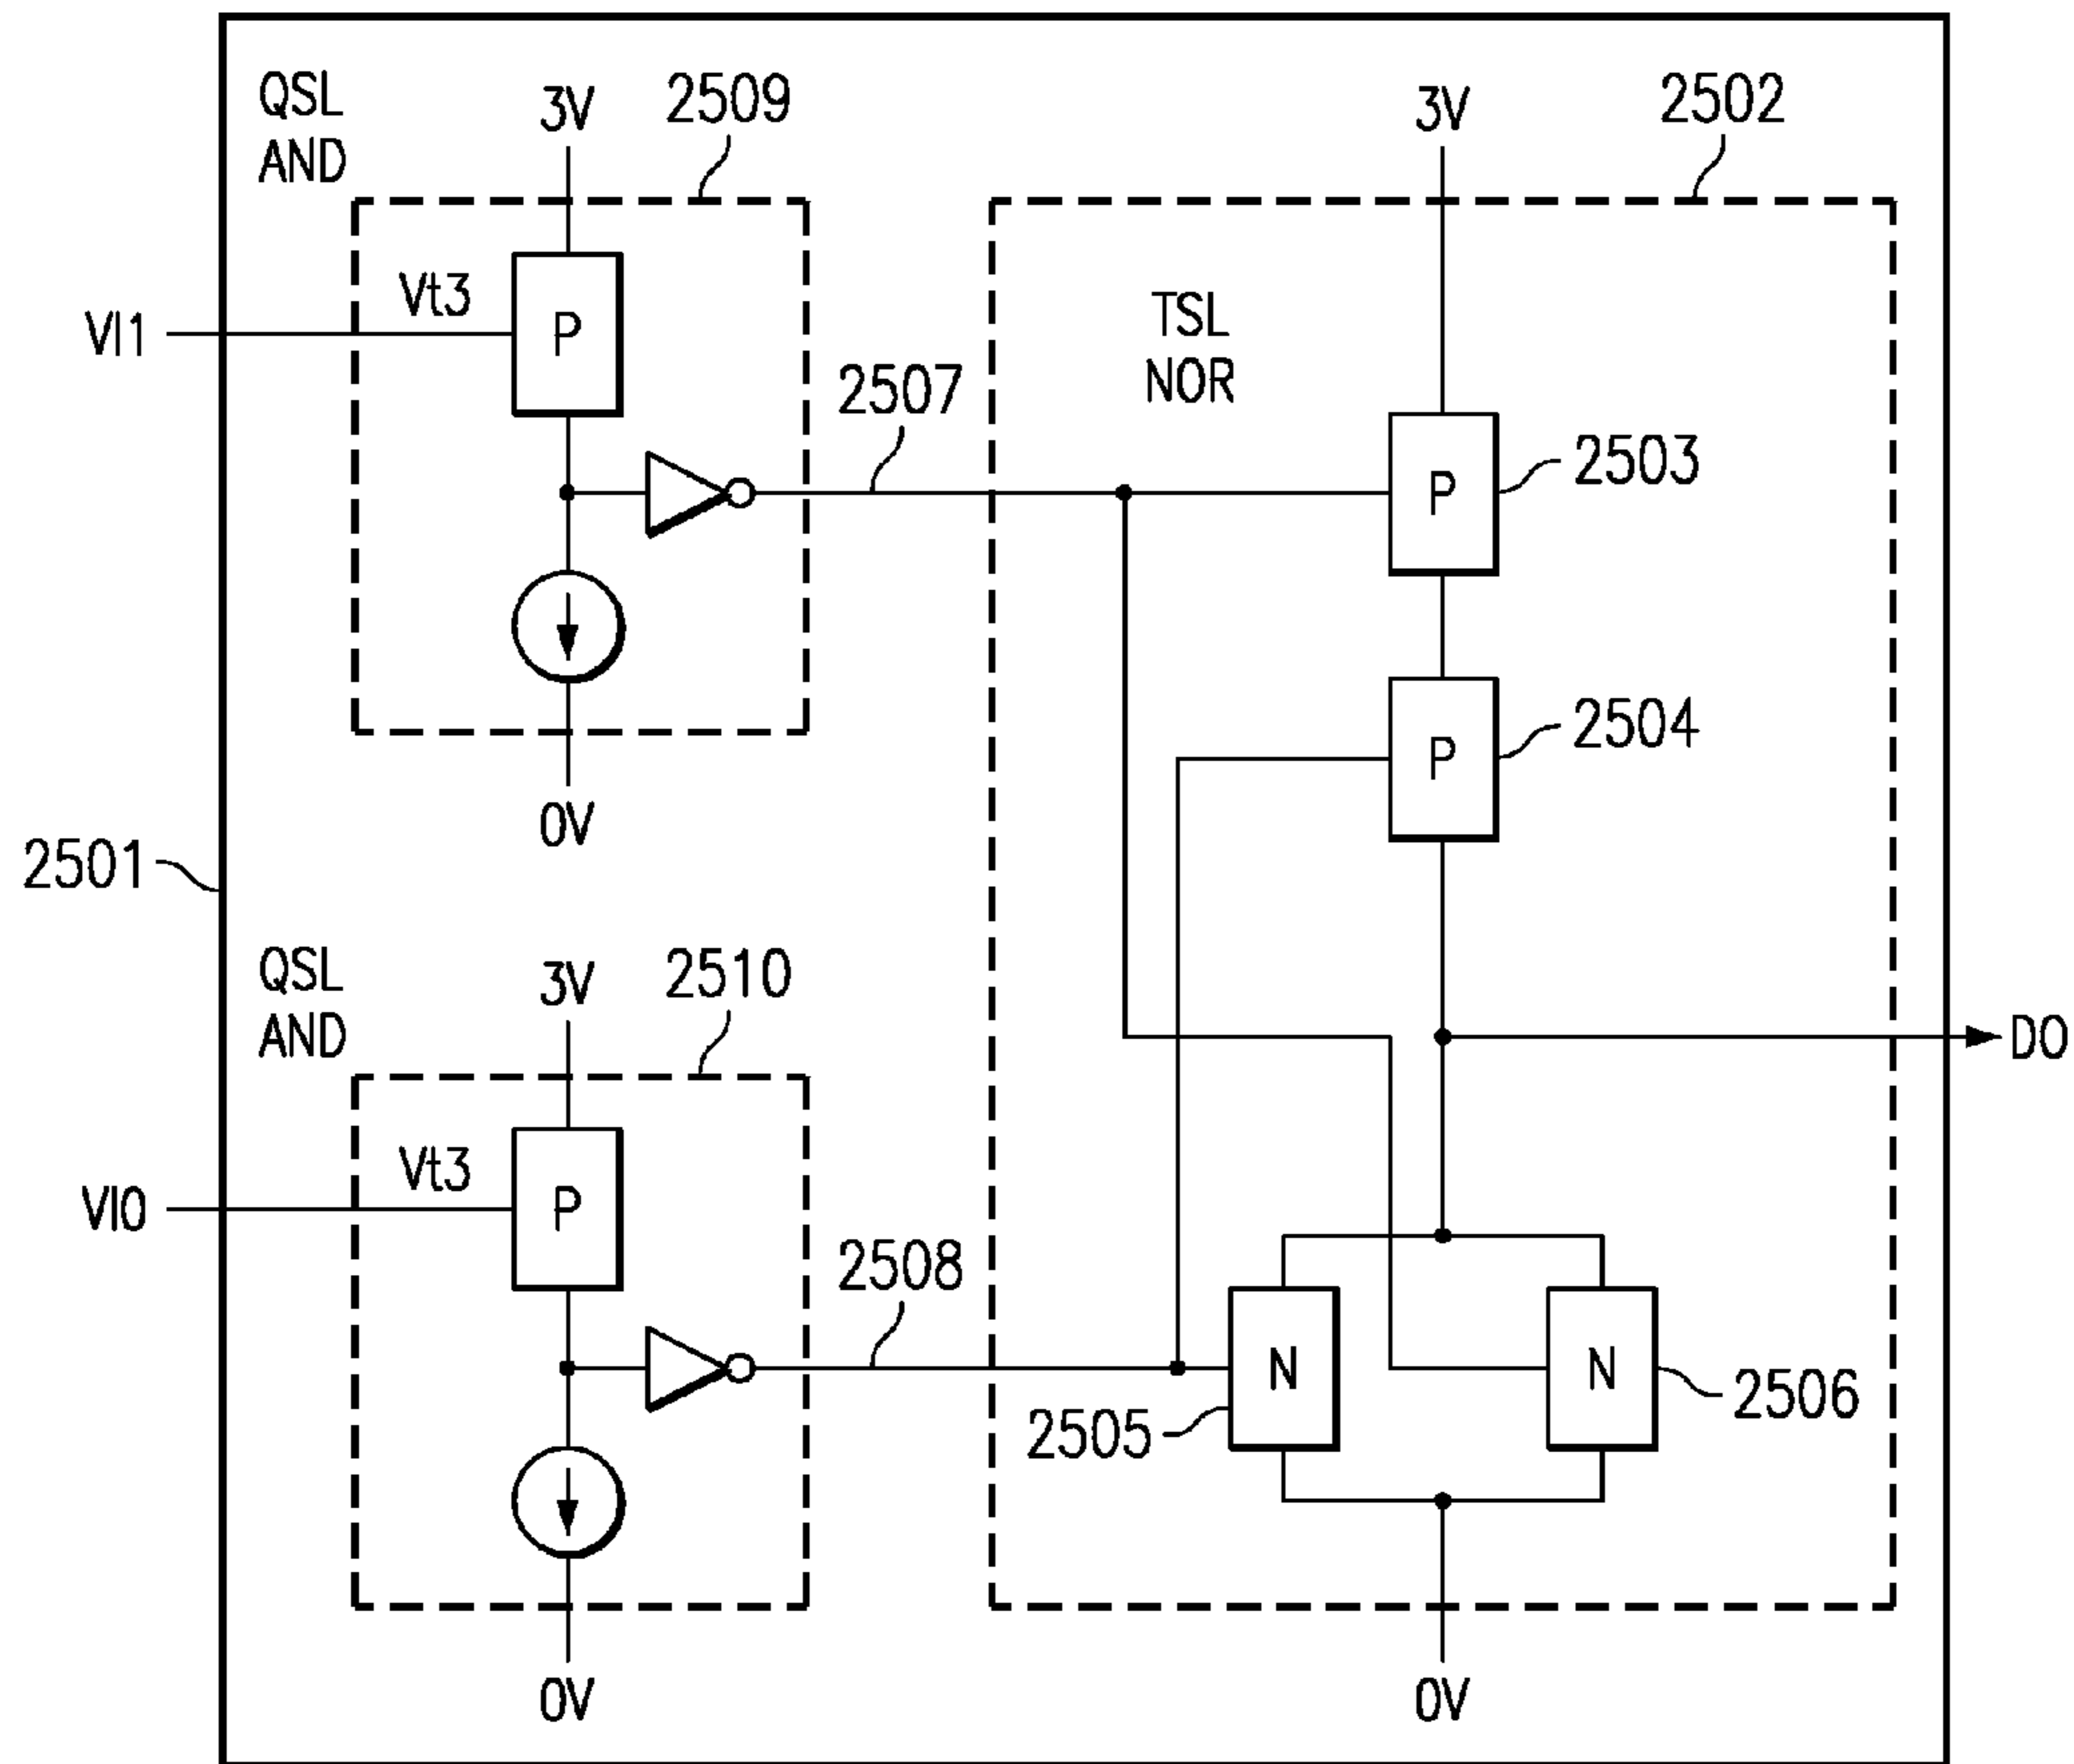 QSL
AND
3V
2509
3V
2502
Vt3
VI1
P
TSL
NOR
2507
P
2503
P
2504
0V
2501
QSL
AND
3V
2510
DO
Vt3
VI0
P
2508
N
N
2505
2506
0V
0V